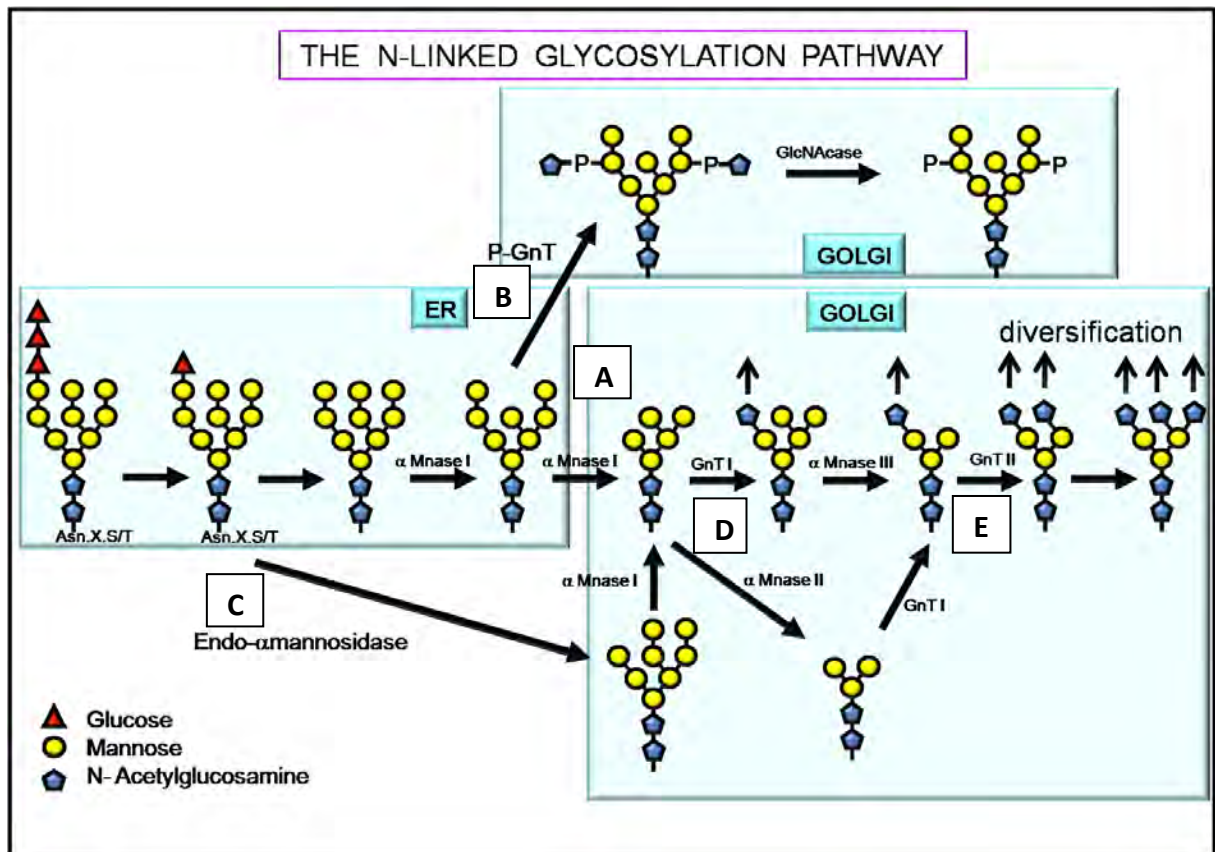 THE N-LINKED GLYCOSYLATION PATHWAY
GlcNAcase
P P
P P
P-GnT
GOLGI
B
ER
GOLGI
diversification
A
α Mnase I
α Mnase I
GnT I
α Mnase III
GnT II
D
E
Asn.X.S/T
Asn.X.S/T
α Mnase I
α Mnase II
GnT I
C
Endo-αmannosidase
Glucose
Mannose
N-Acetylglucosamine